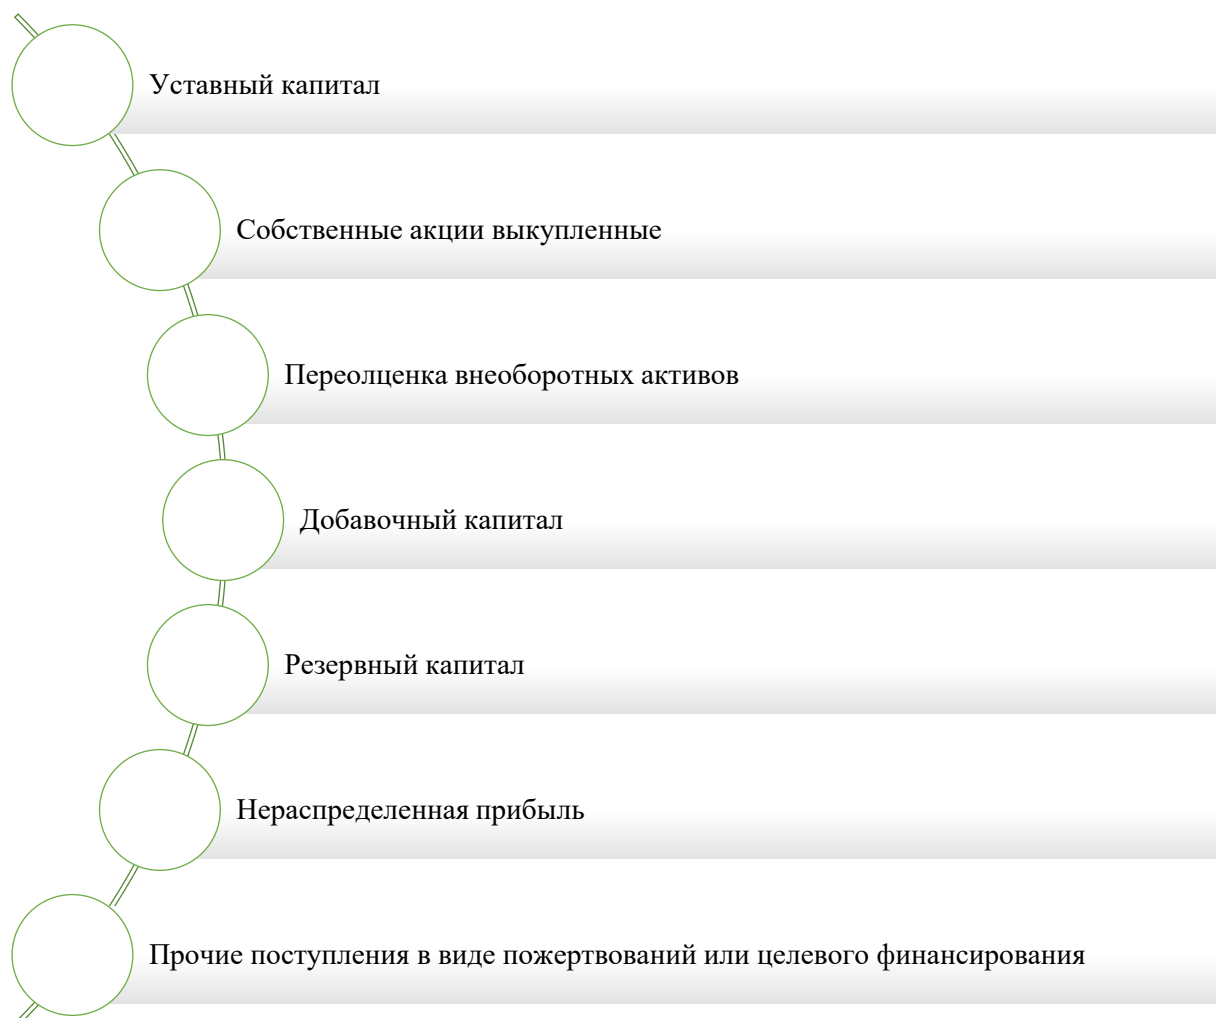 Уставный капитал
Собственные акции выкупленные
Переолценка внеоборотных активов
Добавочный капитал
Резервный капитал
Нераспределенная прибыль
Прочие поступления в виде пожертвований или целевого финансирования